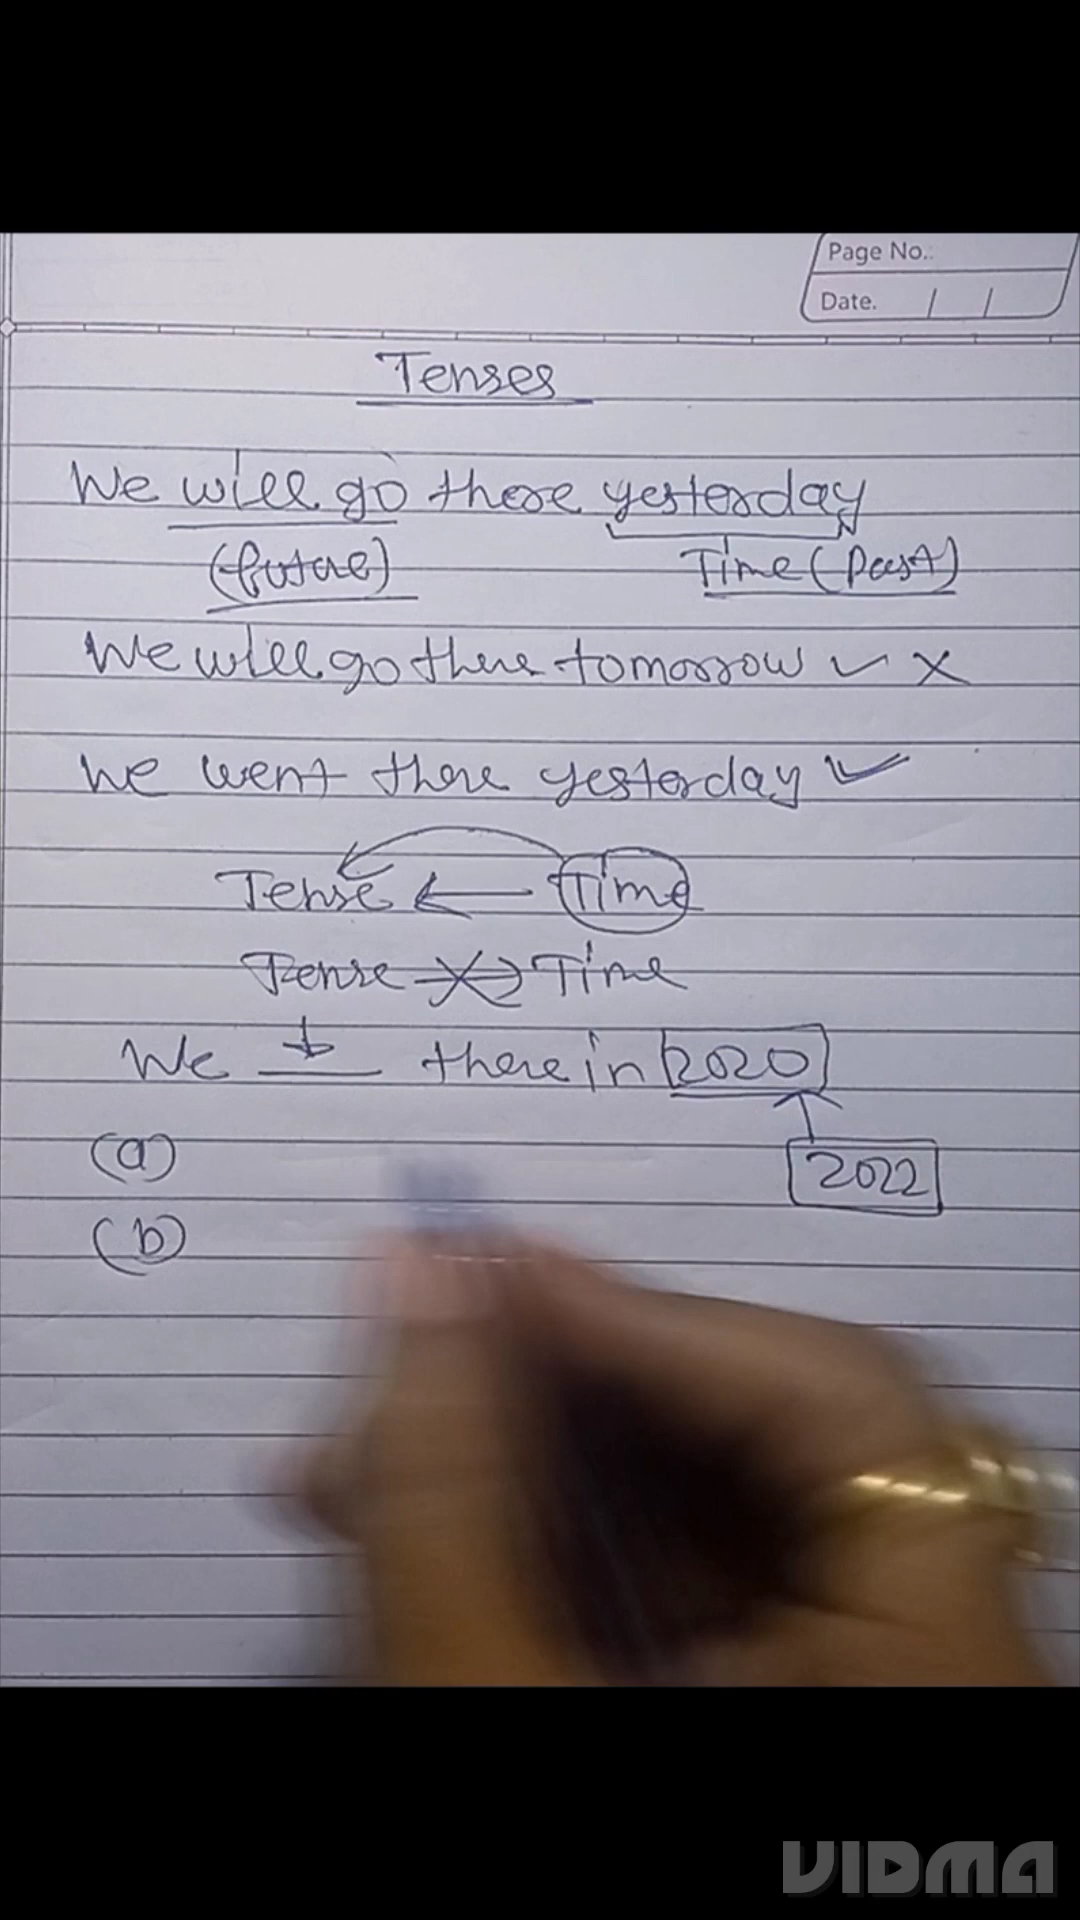 Page No.:
Date. / /
Tenses
We will go there yesterday
(future) Time (Past)
We will go there tomorrow ✓ ×
We went there yesterday ✓
Tense ← Time
Tense × → Time
We ___ there in 2020
(a) 2022
(b)
VIDMA